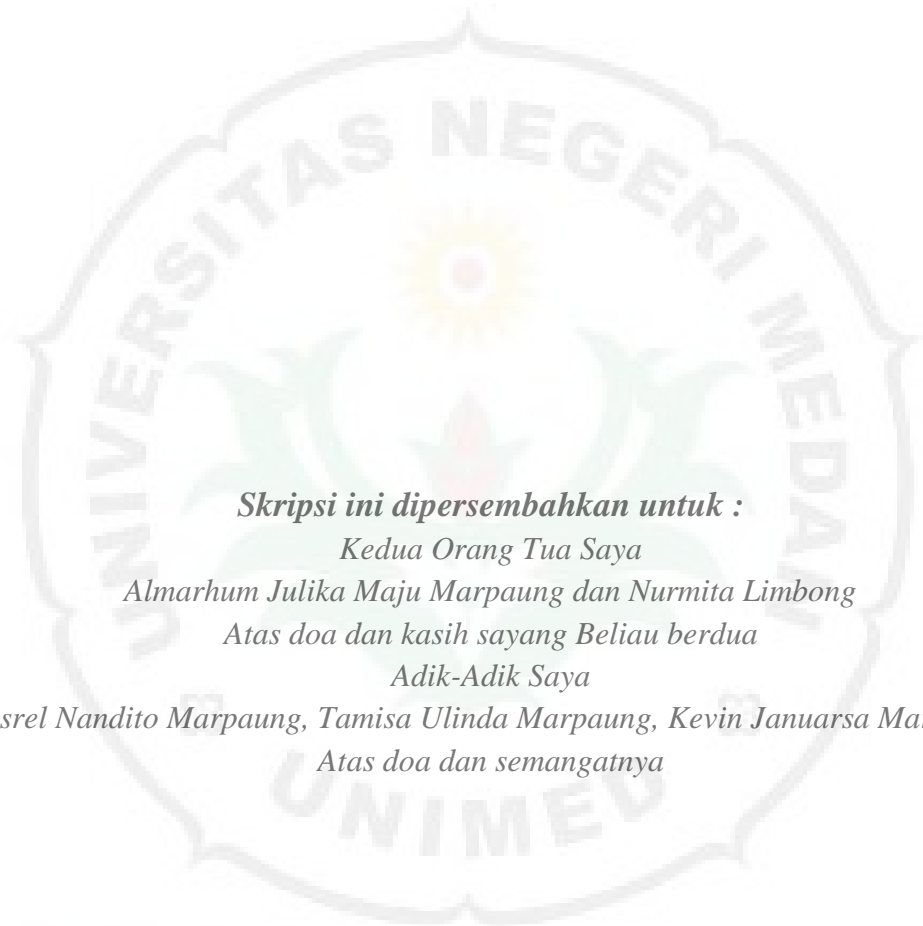 UNIVERSITAS NEGERI MEDAN
Skripsi ini dipersembahkan untuk :
Kedua Orang Tua Saya
Almarhum Julika Maju Marpaung dan Nurmita Limbong
Atas doa dan kasih sayang Beliau berdua
Adik-Adik Saya
Nandito Marpaung, Tamisa Ulinda Marpaung, Kevin Januarsa
Atas doa dan semangatnya
UNIMED